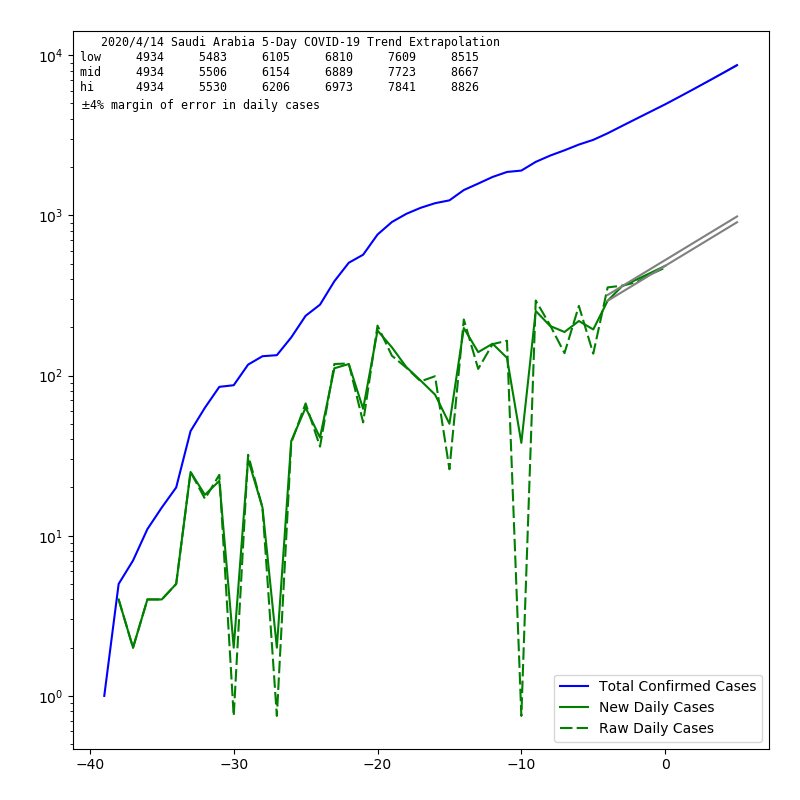 2020/4/14 Saudi Arabia 5-Day COVID-19 Trend Extrapolation
low 4934 5483 6105 6810 7609 8515
mid 4934 5506 6154 6889 7723 8667
hi 4934 5530 6206 6973 7841 8826
±4% margin of error in daily cases
10⁴
10³
10²
10¹
10⁰
Total Confirmed Cases
New Daily Cases
Raw Daily Cases
−40 −30 −20 −10 0